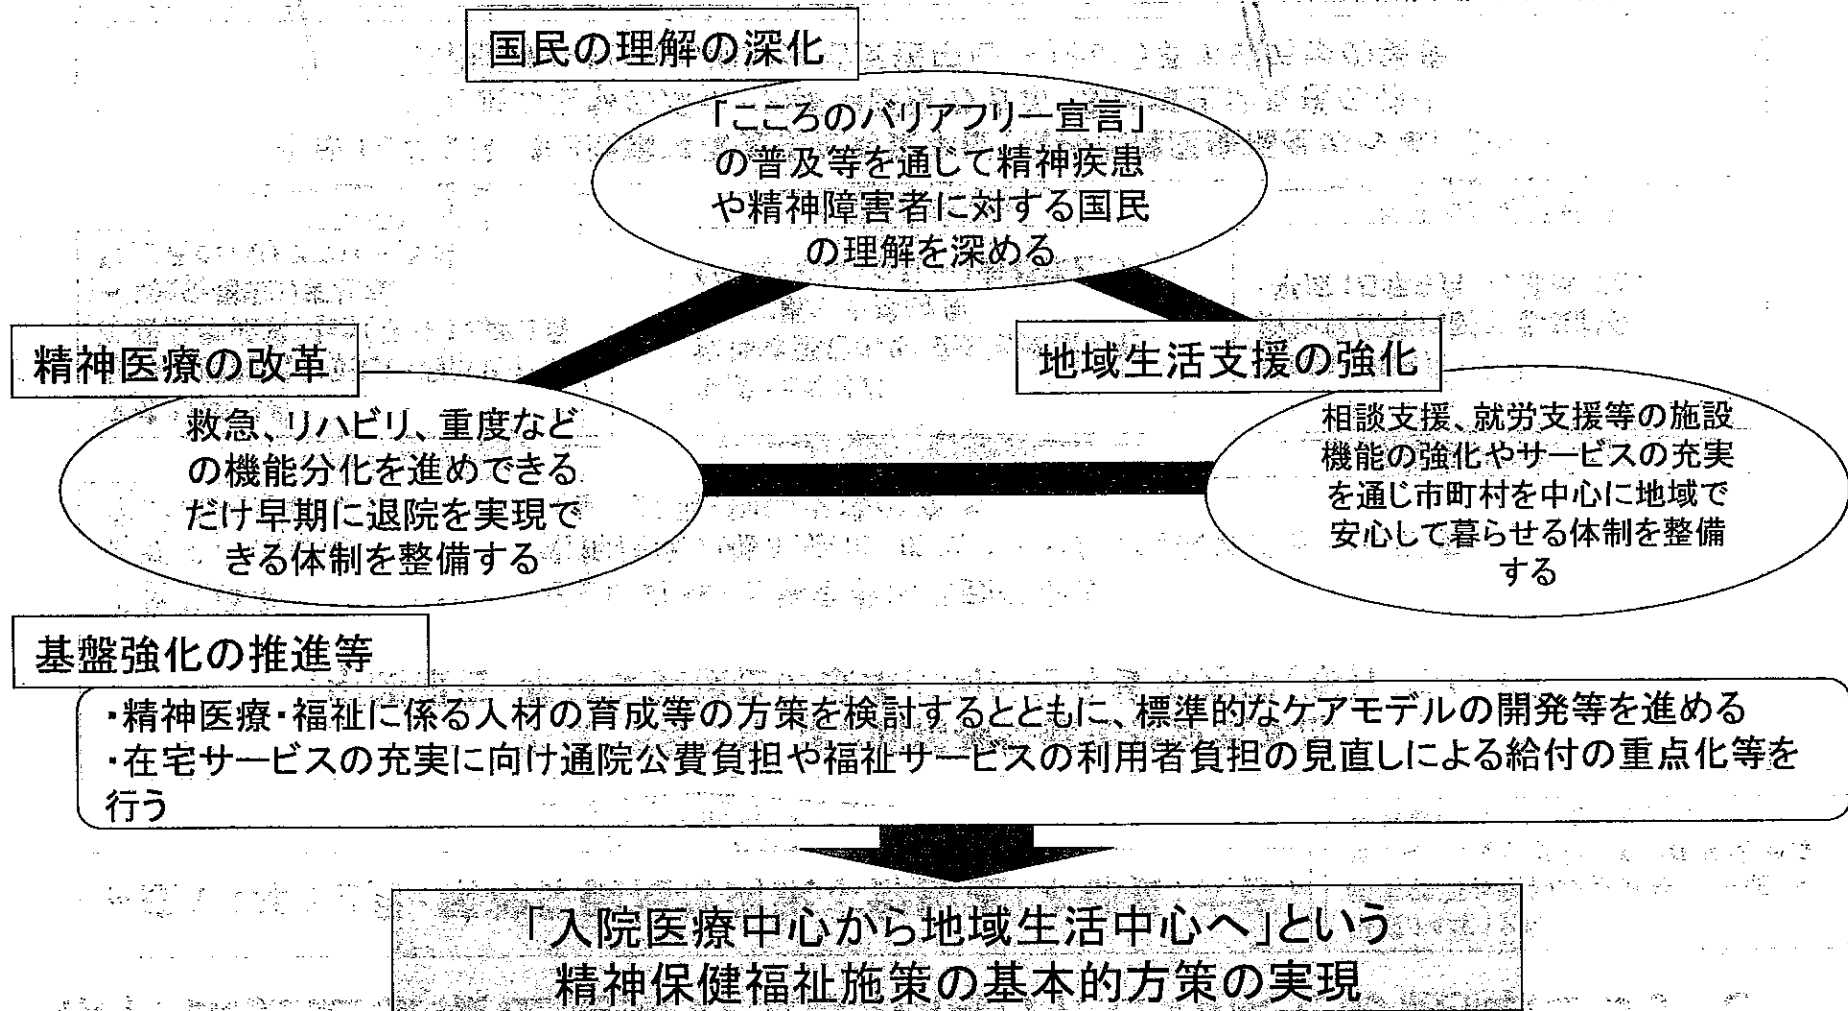 国民の理解の深化
「こころのバリアフリー宣言」
の普及等を通じて精神疾患
や精神障害者に対する国民
の理解を深める
精神医療の改革
救急、リハビリ、重度など
の機能分化を進めできる
だけ早期に退院を実現で
きる体制を整備する
地域生活支援の強化
相談支援、就労支援等の施設
機能の強化やサービスの充実
を通じ市町村を中心に地域で
安心して暮らせる体制を整備
する
基盤強化の推進等
・精神医療・福祉に係る人材の育成等の方策を検討するとともに、標準的なケアモデルの開発等を進める
・在宅サービスの充実に向け通院公費負担や福祉サービスの利用者負担の見直しによる給付の重点化等を
行う
「入院医療中心から地域生活中心へ」という
精神保健福祉施策の基本的方策の実現